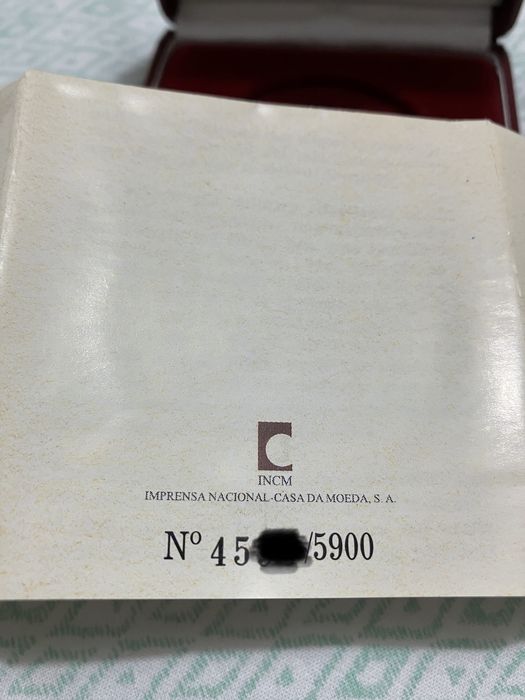 INCM
IMPRENSA NACIONAL-CASA DA MOEDA, S. A.
Nº 45 /5900